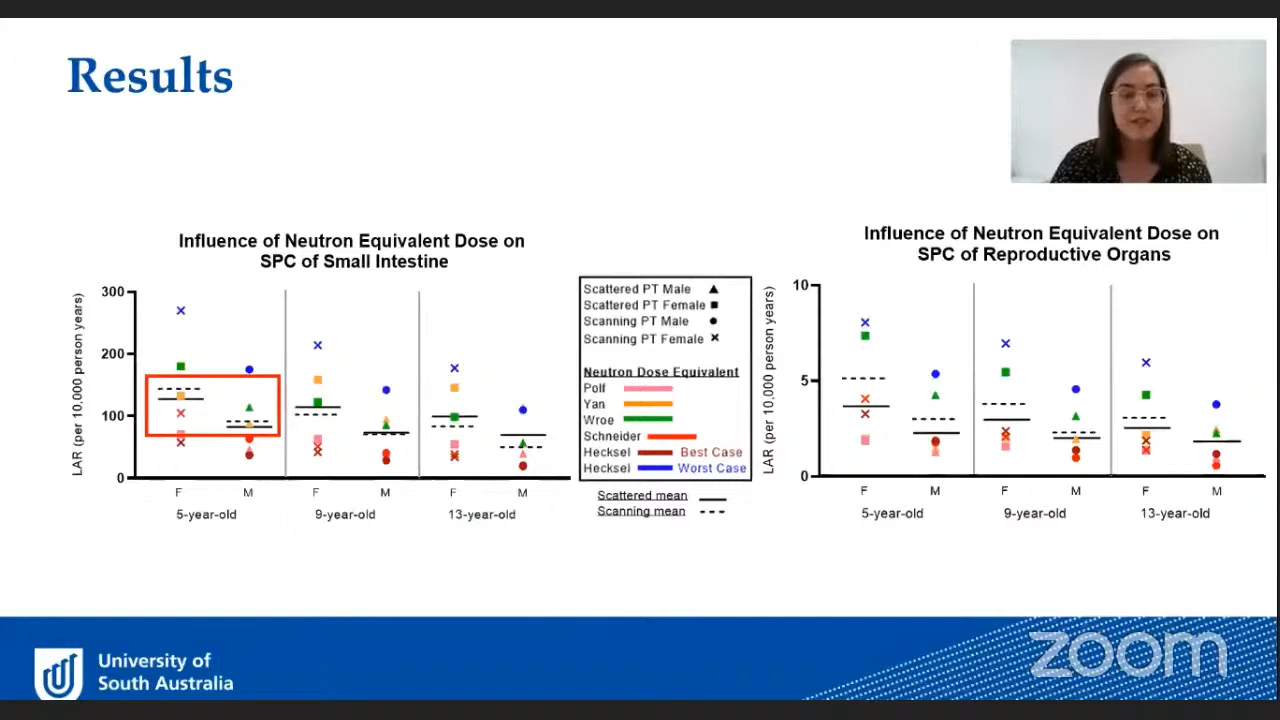 Results
Influence of Neutron Equivalent Dose on
SPC of Small Intestine
LAR (per 10,000 person years)
300
200
100
0
F
M
F
M
F
M
5-year-old
9-year-old
13-year-old
Scattered PT Male
Scattered PT Female
Scanning PT Male
Scanning PT Female
Neutron Dose Equivalent
Polf
Yan
Wroe
Schneider
Hecksel Best Case
Hecksel Worst Case
Scattered mean
Scanning mean
Influence of Neutron Equivalent Dose on
SPC of Reproductive Organs
LAR (per 10,000 person years)
10
5
0
F
M
F
M
F
M
5-year-old
9-year-old
13-year-old
University of
South Australia
zoom